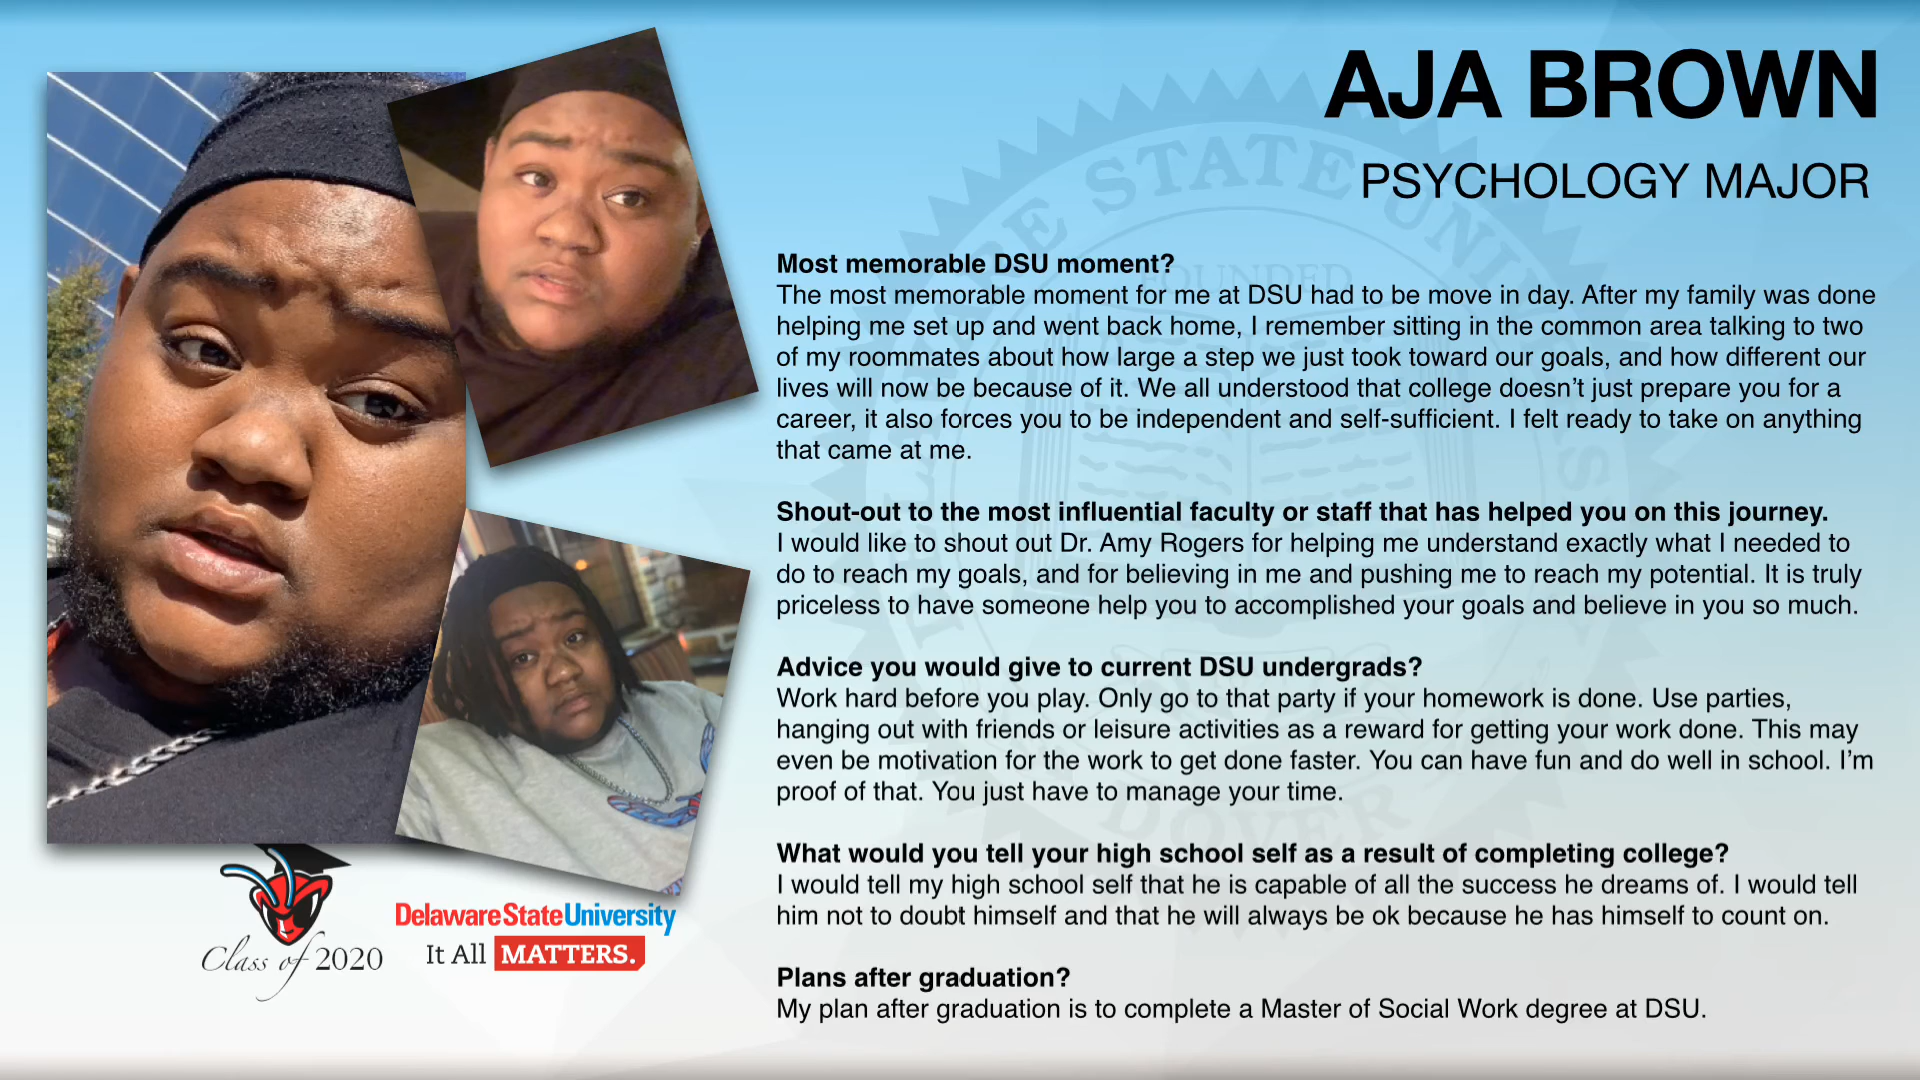 AJA BROWN
PSYCHOLOGY MAJOR
Most memorable DSU moment?
The most memorable moment for me at DSU had to be move in day. After my family was done
helping me set up and went back home, I remember sitting in the common area talking to two
of my roommates about how large a step we just took toward our goals, and how different our
lives will now be because of it. We all understood that college doesn't just prepare you for a
career, it also forces you to be independent and self-sufficient. I felt ready to take on anything
that came at me.
Shout-out to the most influential faculty or staff that has helped you on this journey.
I would like to shout out Dr. Amy Rogers for helping me understand exactly what I needed to
do to reach my goals, and for believing in me and pushing me to reach my potential. It is truly
priceless to have someone help you to accomplished your goals and believe in you so much.
Advice you would give to current DSU undergrads?
Work hard before you play. Only go to that party if your homework is done. Use parties,
hanging out with friends or leisure activities as a reward for getting your work done. This may
even be motivation for the work to get done faster. You can have fun and do well in school. I'm
proof of that. You just have to manage your time.
What would you tell your high school self as a result of completing college?
I would tell my high school self that he is capable of all the success he dreams of. I would tell
him not to doubt himself and that he will always be ok because he has himself to count on.
Plans after graduation?
My plan after graduation is to complete a Master of Social Work degree at DSU.
Class of 2020
Delaware State University
It All MATTERS.
STATE
FOUNDED
DOVER